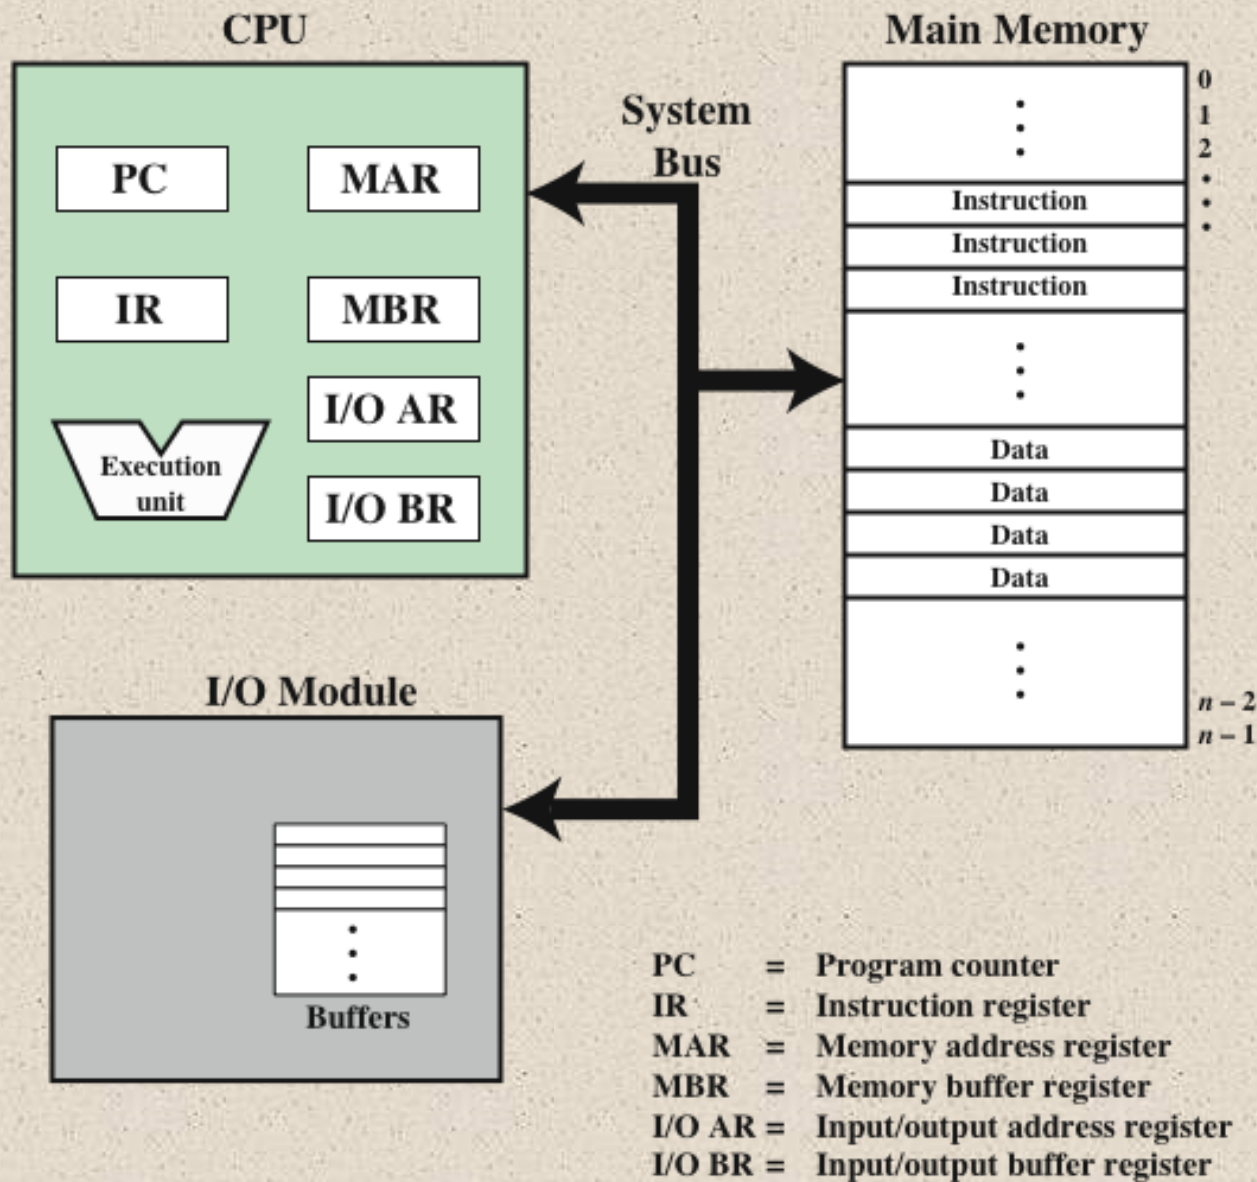 CPU
PC
MAR
IR
MBR
I/O AR
I/O BR
Execution
unit
System
Bus
Main Memory
0
1
2
Instruction
Instruction
Instruction
Data
Data
Data
Data
n – 2
n – 1
I/O Module
Buffers
PC = Program counter
IR = Instruction register
MAR = Memory address register
MBR = Memory buffer register
I/O AR = Input/output address register
I/O BR = Input/output buffer register